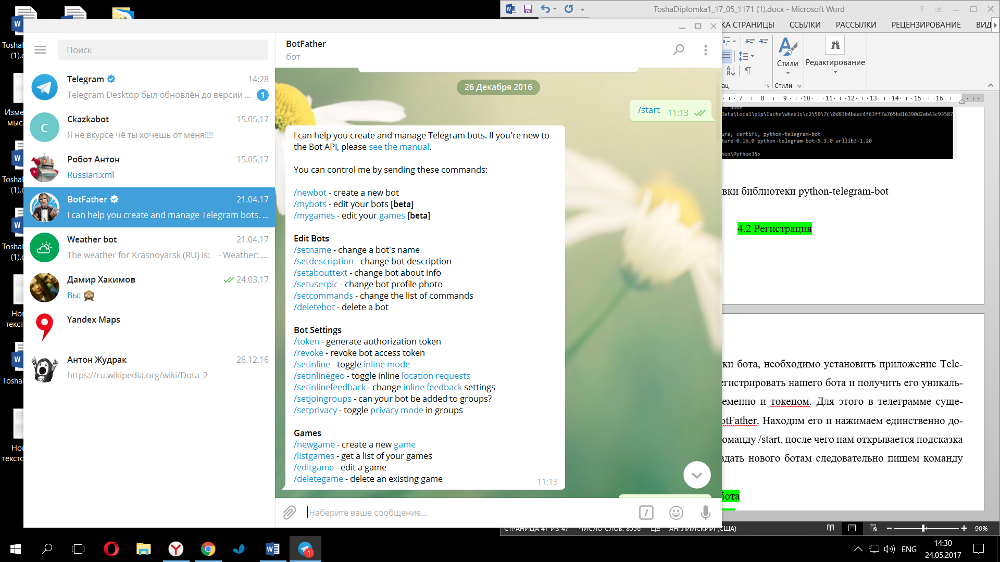 ToshaDiplomka1_17_05_1171 (1).docx - Microsoft Word
КА СТРАНИЦЫ
ССЫЛКИ
РАССЫЛКИ
РЕЦЕНЗИРОВАНИЕ
ВИД
Стили
Редактирование
Стили
7 8 9 10 11 12 13 14 15 16
(1).
Поиск
Telegram 14:28
Telegram Desktop был обновлён до версии ... 1
Ckazkabot 15.05.17
Я не вкурсе чё ты хочешь от меня!!!!
Робот Антон 15.05.17
Russian.xml
BotFather 21.04.17
I can help you create and manage Telegram bots. ...
Weather bot 21.04.17
The weather for Krasnoyarsk (RU) is: - Weather: ...
Дамир Хакимов 24.03.17
Вы:
Yandex Maps
Антон Жудрак 26.12.16
https://ru.wikipedia.org/wiki/Dota_2
BotFather
бот
26 Декабря 2016
/start 11:13
I can help you create and manage Telegram bots. If you're new to
the Bot API, please see the manual.
You can control me by sending these commands:
/newbot - create a new bot
/mybots - edit your bots [beta]
/mygames - edit your games [beta]
Edit Bots
/setname - change a bot's name
/setdescription - change bot description
/setabouttext - change bot about info
/setuserpic - change bot profile photo
/setcommands - change the list of commands
/deletebot - delete a bot
Bot Settings
/token - generate authorization token
/revoke - revoke bot access token
/setinline - toggle inline mode
/setinlinegeo - toggle inline location requests
/setinlinefeedback - change inline feedback settings
/setjoingroups - can your bot be added to groups?
/setprivacy - toggle privacy mode in groups
Games
/newgame - create a new game
/listgames - get a list of your games
/editgame - edit a game
/deletegame - delete an existing game
11:13
Наберите ваше сообщение...
.. done
Data\Local\pip\Cache\wheels\c2\50\7c\0d83b4baac4f63ff7a765bd16390d2ab43c93587
ure, certifi, python-telegram-bot
ture-0.16.0 python-telegram-bot-5.3.0 urllib3-1.20
hon\Python35>
вки библиотеки python-telegram-bot
4.2 Регистрация
тки бота, необходимо установить приложение Tele-
егистрировать нашего бота и получить его уникаль-
еменно и токеном. Для этого в телеграмме суще-
otFather. Находим его и нажимаем единственно до-
оманду /start, после чего нам открывается подсказка
здать нового ботам следовательно пишем команду
бота
СТРАНИЦА 47 ИЗ 47 ЧИСЛО СЛОВ: 8556 АНГЛИЙСКИЙ (США) 90%
1
ENG
14:30
24.05.2017